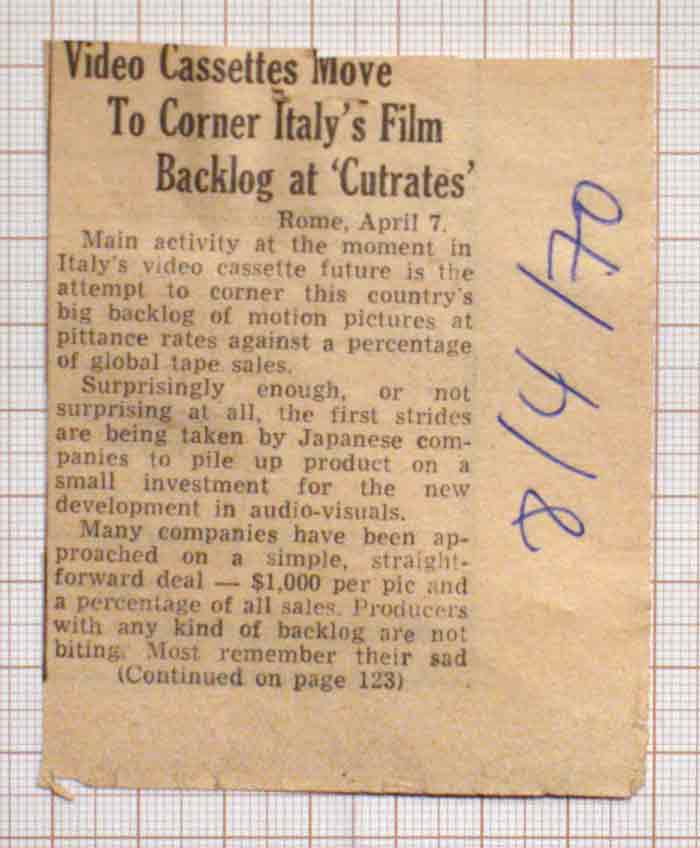 Video Cassettes Move
To Corner Italy's Film
Backlog at 'Cutrates'
Rome, April 7.
Main activity at the moment in
Italy's video cassette future is the
attempt to corner this country's
big backlog of motion pictures at
pittance rates against a percentage
of global tape sales.
Surprisingly enough, or not
surprising at all, the first strides
are being taken by Japanese com-
panies to pile up product on a
small investment for the new
development in audio-visuals.
Many companies have been ap-
proached on a simple, straight-
forward deal — $1,000 per pic and
a percentage of all sales. Producers
with any kind of backlog are not
biting. Most remember their sad
(Continued on page 123)
8/4/70